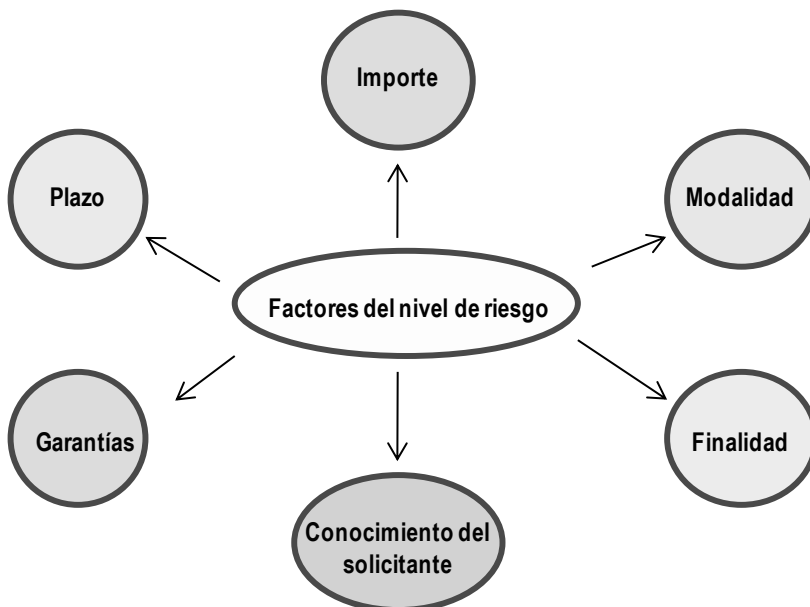 Importe
Plazo
Modalidad
Factores del nivel de riesgo
Garantías
Finalidad
Conocimiento del
solicitante